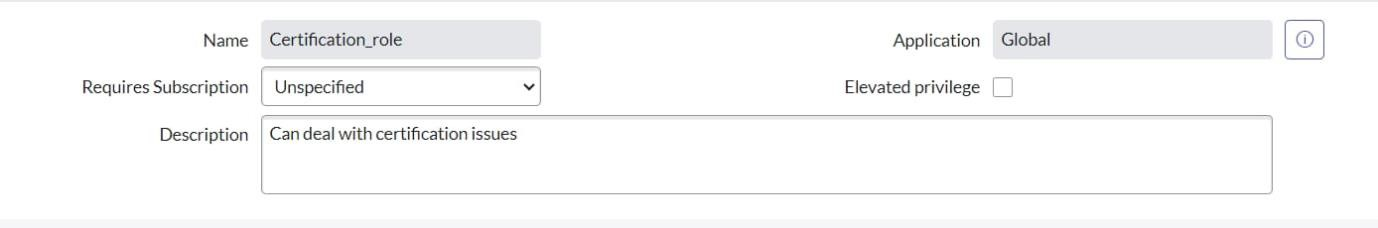 Name Certification_role Application Global
Requires Subscription Unspecified Elevated privilege
Description Can deal with certification issues